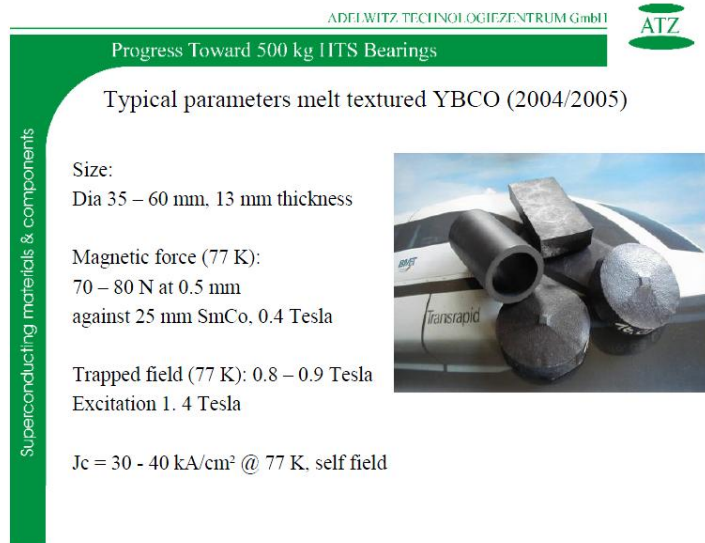 ADELWITZ TECHNOLOGIEZENTRUM GmbH
ATZ
Progress Toward 500 kg HTS Bearings
Typical parameters melt textured YBCO (2004/2005)
Superconducting materials & components
Size:
Dia 35 – 60 mm, 13 mm thickness
Magnetic force (77 K):
70 – 80 N at 0.5 mm
against 25 mm SmCo, 0.4 Tesla
Trapped field (77 K): 0.8 – 0.9 Tesla
Excitation 1. 4 Tesla
Jc = 30 - 40 kA/cm² @ 77 K, self field
Transrapid